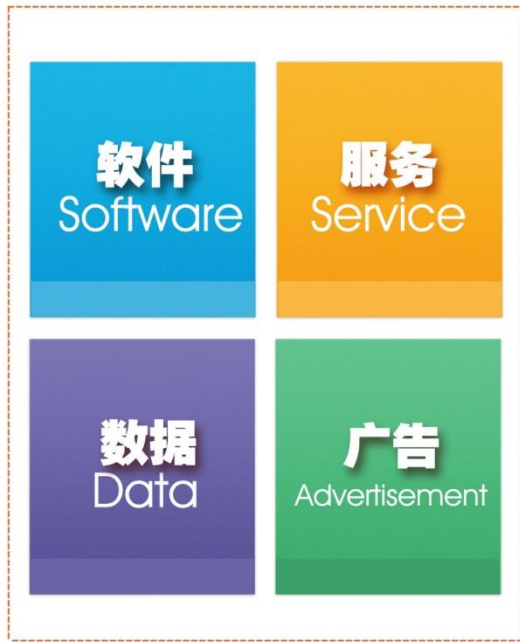 软件
Software
服务
Service
数据
Data
广告
Advertisement